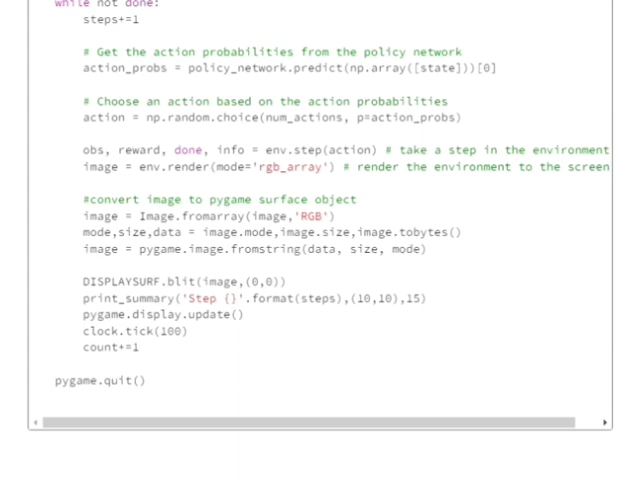 while not done:
steps+=1
# Get the action probabilities from the policy network
action_probs = policy_network.predict(np.array([state]))[0]
# Choose an action based on the action probabilities
action = np.random.choice(num_actions, p=action_probs)
obs, reward, done, info = env.step(action) # take a step in the environment
image = env.render(mode='rgb_array') # render the environment to the screen
#convert image to pygame surface object
image = Image.fromarray(image,'RGB')
mode,size,data = image.mode,image.size,image.tobytes()
image = pygame.image.fromstring(data, size, mode)
DISPLAYSURF.blit(image,(0,0))
print_summary('Step {}'.format(steps),(10,10),15)
pygame.display.update()
clock.tick(100)
count+=1
pygame.quit()